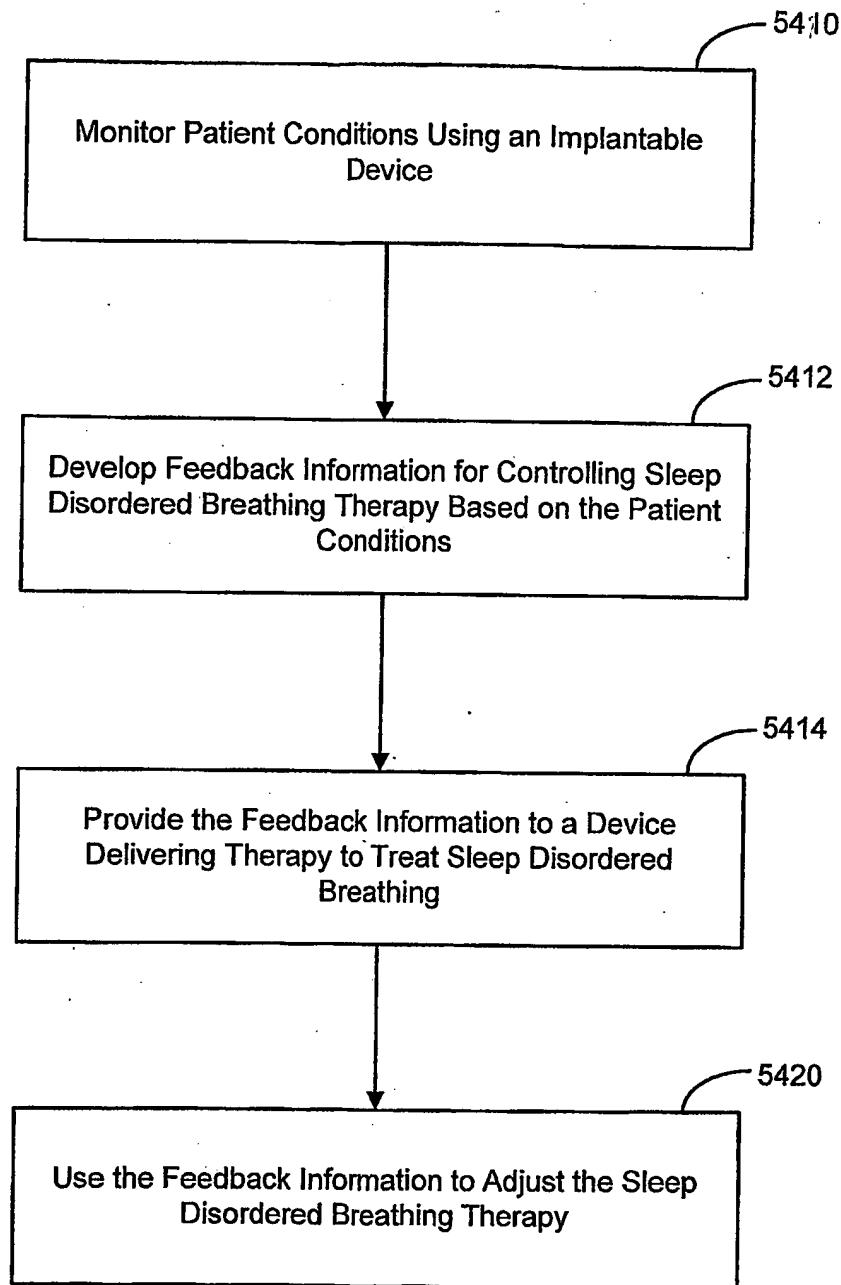 5410
Monitor Patient Conditions Using an Implantable
Device
5412
Develop Feedback Information for Controlling Sleep
Disordered Breathing Therapy Based on the Patient
Conditions
5414
Provide the Feedback Information to a Device
Delivering Therapy to Treat Sleep Disordered
Breathing
5420
Use the Feedback Information to Adjust the Sleep
Disordered Breathing Therapy